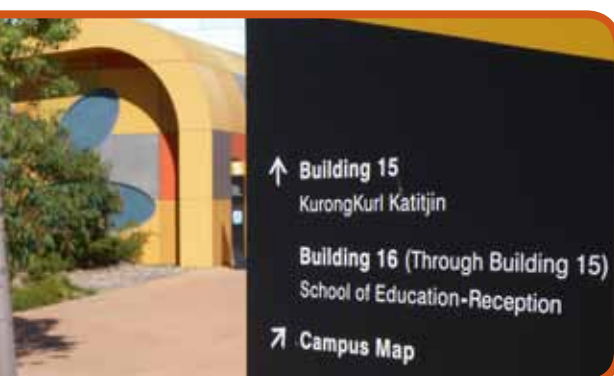 ↑ Building 15
KurongKurl Katitjin
Building 16 (Through Building 15)
School of Education-Reception
↗ Campus Map